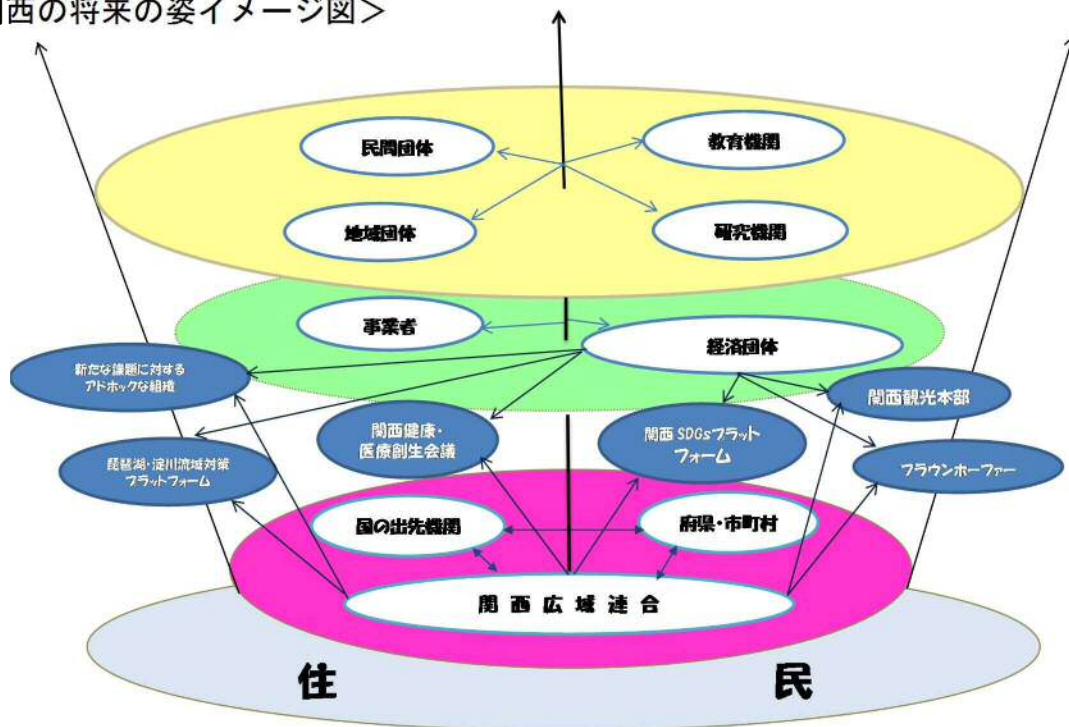 西の将来の姿イメージ図>
民間団体
教育機関
地域団体
研究機関
事業者
経済団体
新たな課題に対する
アドホックな組織
関西観光本部
関西健康・
医療創生会議
関西SDGsプラット
フォーム
琵琶湖・淀川流域対策
プラットフォーム
フラウンホーファー
国の出先機関
府県・市町村
関西広域連合
住民